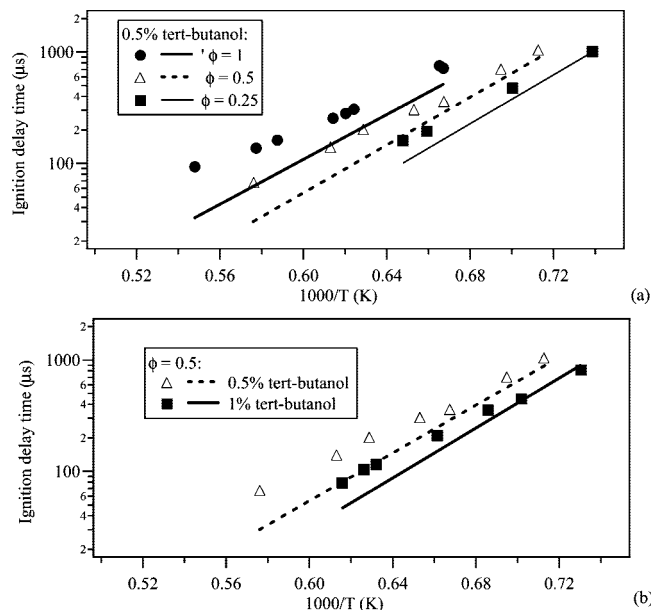 0.5% tert-butanol:
' ϕ = 1
ϕ = 0.5
ϕ = 0.25
Ignition delay time (µs)
2
1000
6
4
2
100
6
4
2
0.52 0.56 0.60 0.64 0.68 0.72
1000/T (K)
(a)
ϕ = 0.5:
0.5% tert-butanol
1% tert-butanol
Ignition delay time (µs)
2
1000
6
4
2
100
6
4
2
0.52 0.56 0.60 0.64 0.68 0.72
1000/T (K)
(b)